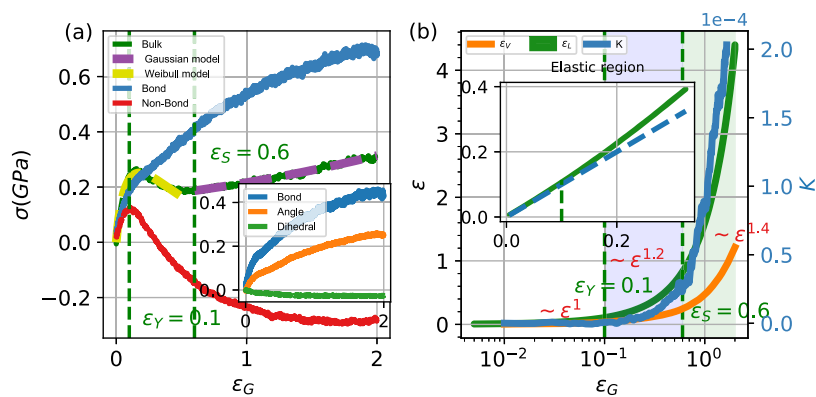 (a)
Bulk
Gaussian model
Weibull model
Bond
Non-Bond
0.6
0.4
0.2
0.0
−0.2
σ(GPa)
ε_S = 0.6
ε_Y = 0.1
0
1
2
ε_G
Bond
Angle
Dihedral
0.4
0.2
0.0
0
2
(b)
1e-4
ε_V
ε_L
K
Elastic region
0.4
0.2
0.0
0.0
0.2
4
3
2
1
0
ε
2.0
1.5
1.0
0.5
0.0
K
~ ε^1.2
~ ε^1.4
~ ε^1
ε_Y = 0.1
ε_S = 0.6
10^−2
10^−1
10^0
ε_G